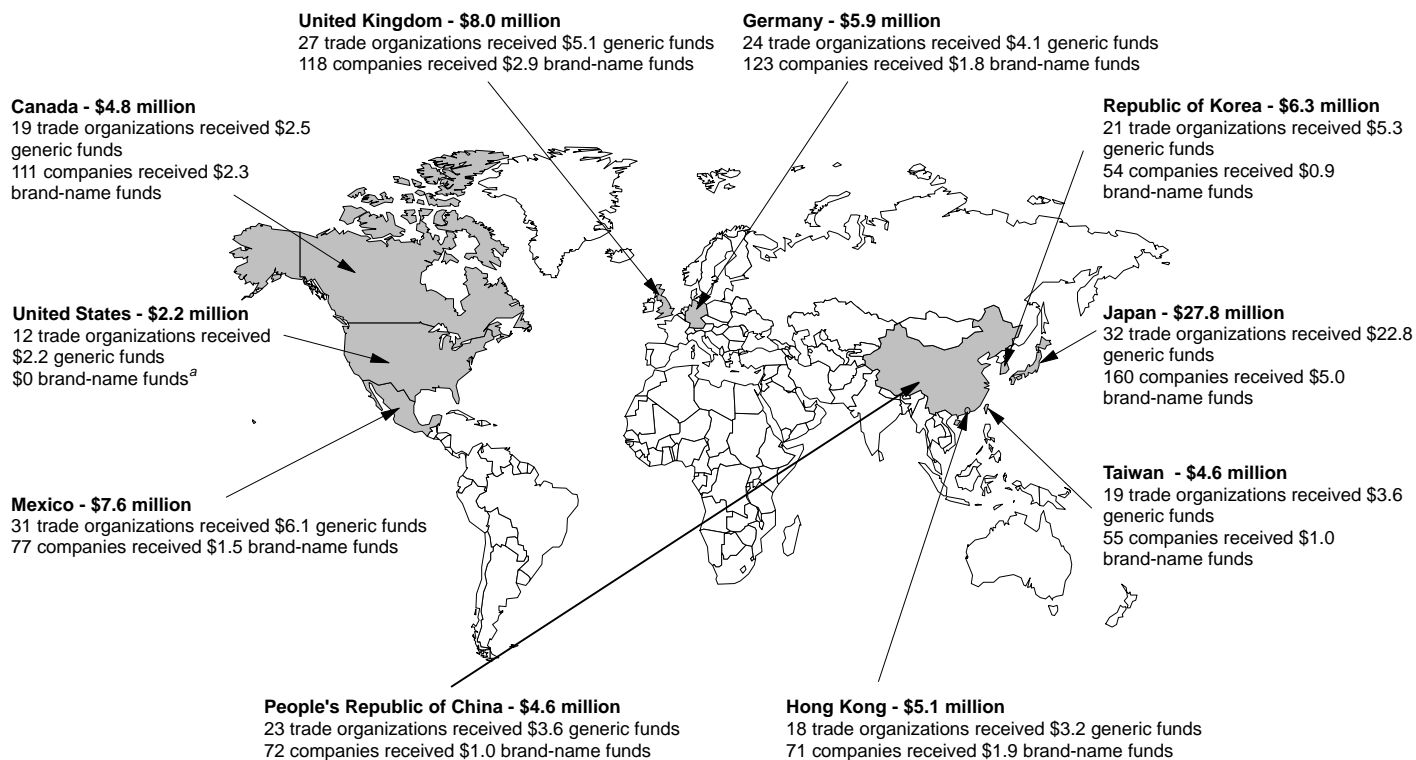 United Kingdom - $8.0 million
27 trade organizations received $5.1 generic funds
118 companies received $2.9 brand-name funds
Germany - $5.9 million
24 trade organizations received $4.1 generic funds
123 companies received $1.8 brand-name funds
Canada - $4.8 million
19 trade organizations received $2.5
generic funds
111 companies received $2.3
brand-name funds
Republic of Korea - $6.3 million
21 trade organizations received $5.3
generic funds
54 companies received $0.9
brand-name funds
United States - $2.2 million
12 trade organizations received
$2.2 generic funds
$0 brand-name funds a
Japan - $27.8 million
32 trade organizations received $22.8
generic funds
160 companies received $5.0
brand-name funds
Mexico - $7.6 million
31 trade organizations received $6.1 generic funds
77 companies received $1.5 brand-name funds
Taiwan - $4.6 million
19 trade organizations received $3.6
generic funds
55 companies received $1.0
brand-name funds
People's Republic of China - $4.6 million
23 trade organizations received $3.6 generic funds
72 companies received $1.0 brand-name funds
Hong Kong - $5.1 million
18 trade organizations received $3.2 generic funds
71 companies received $1.9 brand-name funds